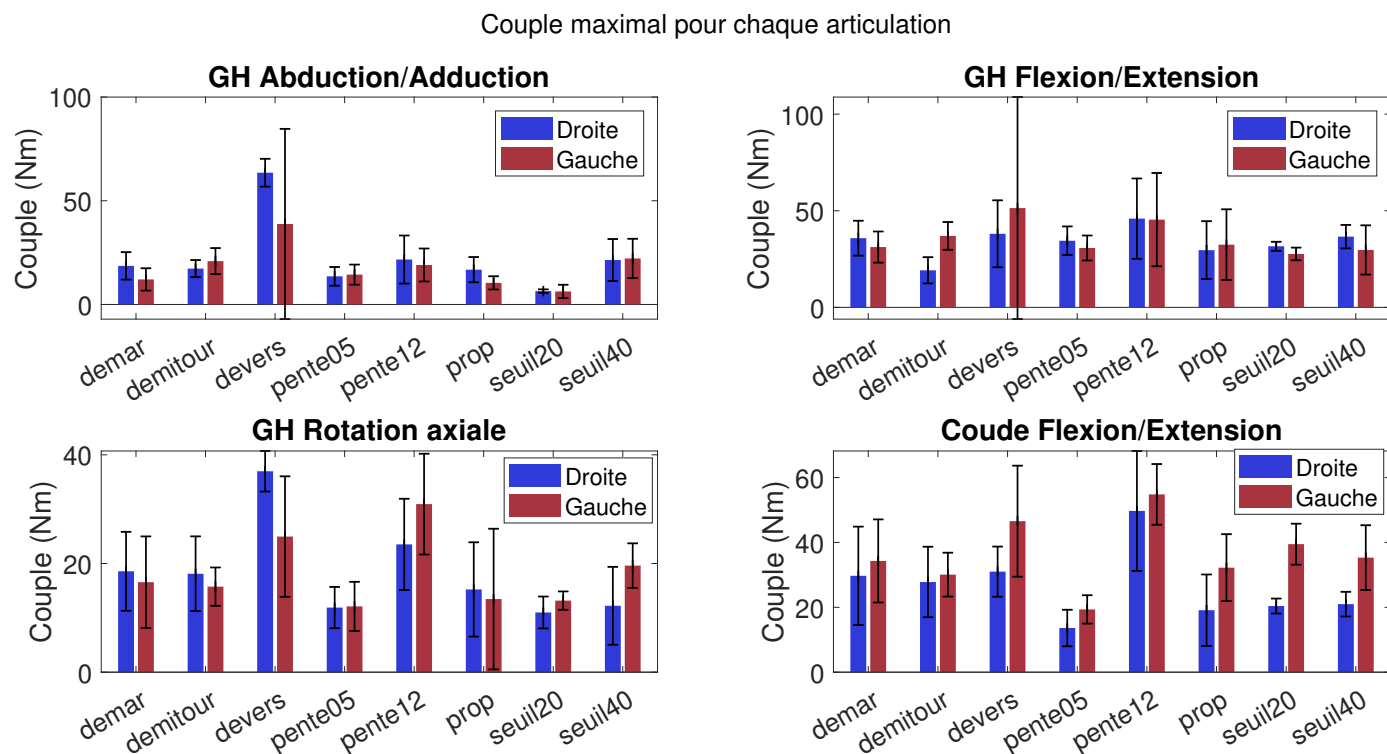 Couple maximal pour chaque articulation
GH Abduction/Adduction
Couple (Nm)
100
50
0
Droite
Gauche
demar
demitour
devers
pente05
pente12
prop
seuil20
seuil40
GH Flexion/Extension
Couple (Nm)
100
50
0
Droite
Gauche
demar
demitour
devers
pente05
pente12
prop
seuil20
seuil40
GH Rotation axiale
Couple (Nm)
40
20
0
Droite
Gauche
demar
demitour
devers
pente05
pente12
prop
seuil20
seuil40
Coude Flexion/Extension
Couple (Nm)
60
40
20
0
Droite
Gauche
demar
demitour
devers
pente05
pente12
prop
seuil20
seuil40